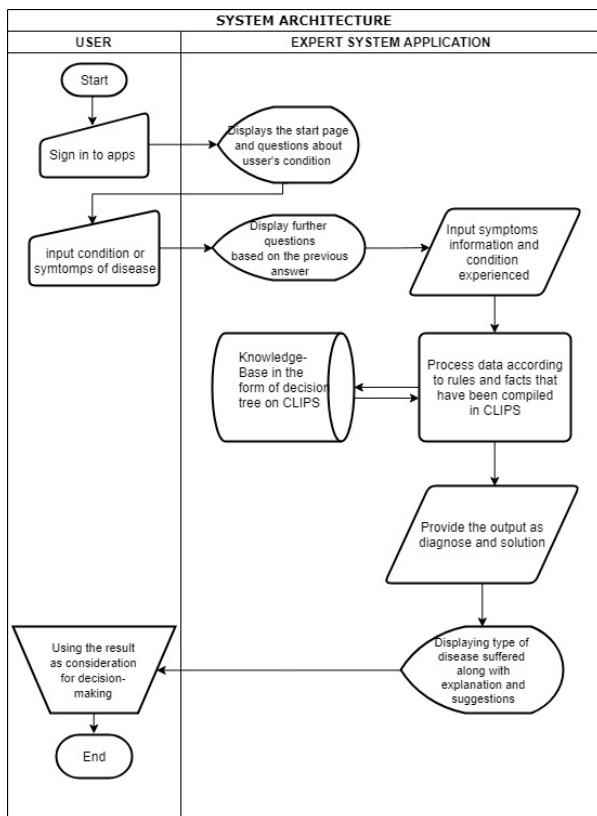 SYSTEM ARCHITECTURE
USER
EXPERT SYSTEM APPLICATION
Start
Sign in to apps
Displays the start page
and questions about
usser's condition
input condition or
symtomps of disease
Display further
questions
based on the previous
answer
Input symptoms
information and
condition
experienced
Knowledge-
Base in the
form of decision
tree on CLIPS
Process data according
to rules and facts that
have been compiled
in CLIPS
Provide the output as
diagnose and solution
Displaying type of
disease suffered
along with
explanation and
suggestions
Using the result
as consideration
for decision-
making
End